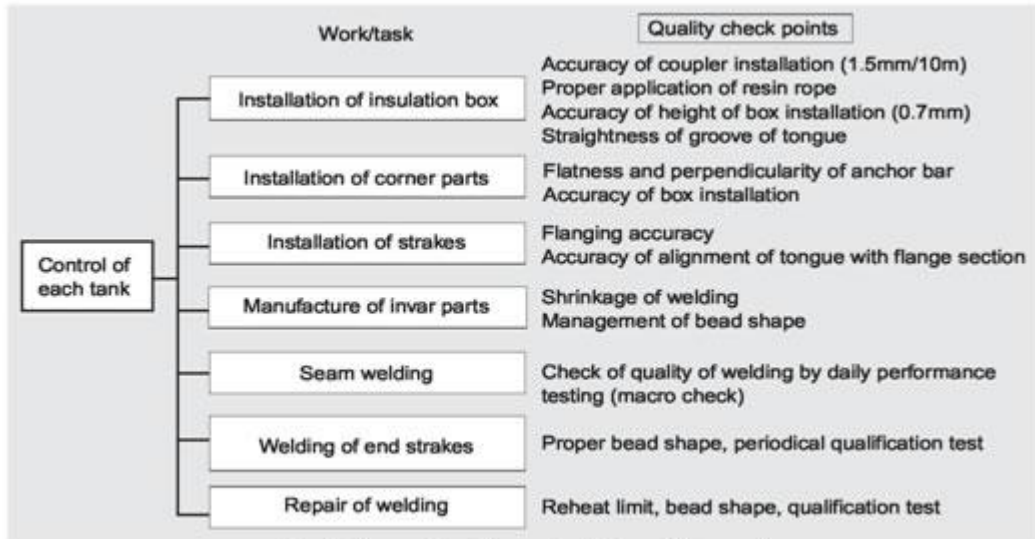 Work/task
Quality check points
Control of
each tank
Installation of insulation box
Accuracy of coupler installation (1.5mm/10m)
Proper application of resin rope
Accuracy of height of box installation (0.7mm)
Straightness of groove of tongue
Installation of corner parts
Flatness and perpendicularity of anchor bar
Accuracy of box installation
Installation of strakes
Flanging accuracy
Accuracy of alignment of tongue with flange section
Manufacture of invar parts
Shrinkage of welding
Management of bead shape
Seam welding
Check of quality of welding by daily performance
testing (macro check)
Welding of end strakes
Proper bead shape, periodical qualification test
Repair of welding
Reheat limit, bead shape, qualification test